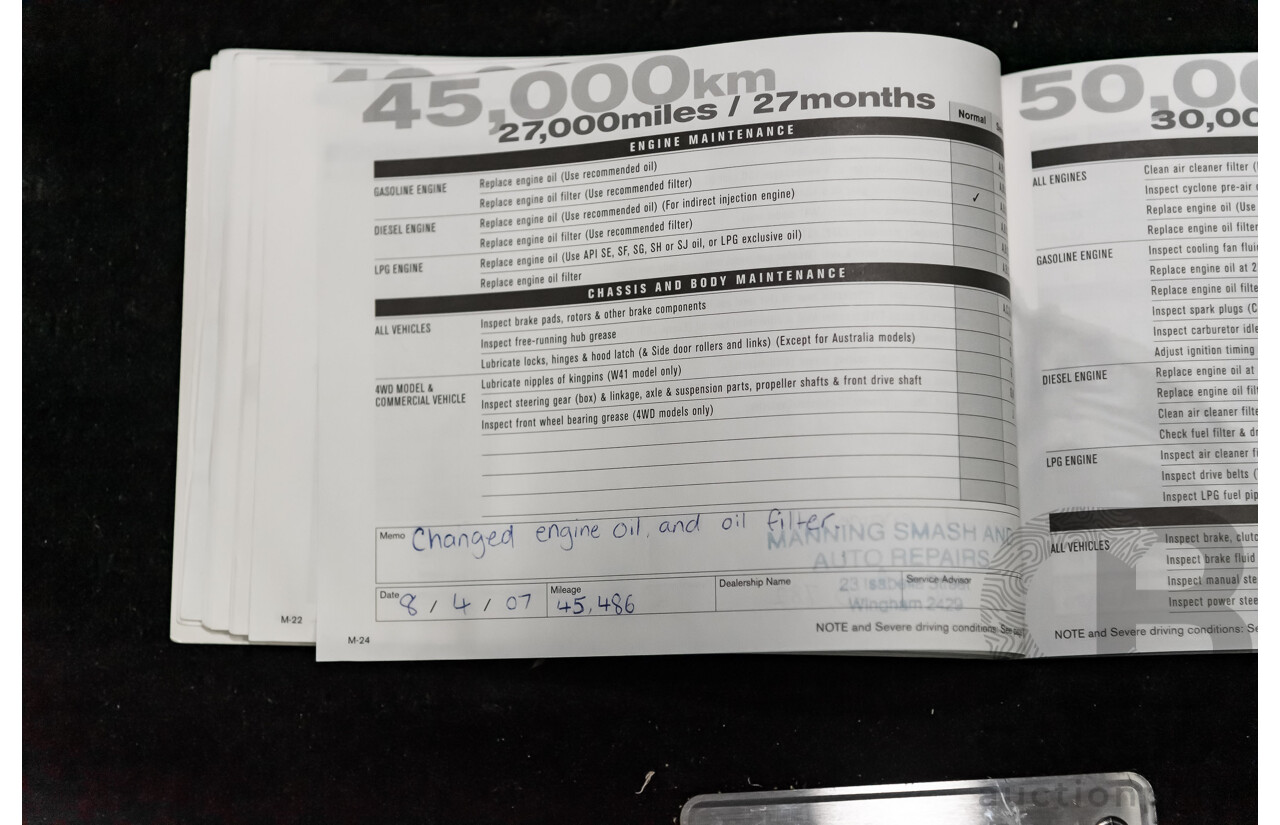 45,000km
27,000miles / 27months
Normal
ENGINE MAINTENANCE
GASOLINE ENGINE
Replace engine oil (Use recommended oil)
Replace engine oil filter (Use recommended filter)
DIESEL ENGINE
Replace engine oil (Use recommended oil) (For indirect injection engine)
✓
Replace engine oil filter (Use recommended filter)
LPG ENGINE
Replace engine oil (Use API SE, SF, SG, SH or SJ oil, or LPG exclusive oil)
Replace engine oil filter
CHASSIS AND BODY MAINTENANCE
ALL VEHICLES
Inspect brake pads, rotors & other brake components
Inspect free-running hub grease
Lubricate locks, hinges & hood latch (& Side door rollers and links) (Except for Australia models)
4WD MODEL &
COMMERCIAL VEHICLE
Lubricate nipples of kingpins (W41 model only)
Inspect steering gear (box) & linkage, axle & suspension parts, propeller shafts & front drive shaft
Inspect front wheel bearing grease (4WD models only)
Memo Changed engine oil, and oil filter.
MANNING SMASH AND
AUTO REPAIRS
23
Wingham 2429
Date 8 / 4 / 07
Mileage 45,486
Dealership Name
Service Advisor
NOTE and Severe driving conditions:
M-22
M-24
50,00
30,00
ALL ENGINES
Clean air cleaner filter (
Inspect cyclone pre-air
Replace engine oil (Use
Replace engine oil filter
GASOLINE ENGINE
Inspect cooling fan flui
Replace engine oil at 2
Replace engine oil filte
Inspect spark plugs (C
Inspect carburetor idle
Adjust ignition timing
DIESEL ENGINE
Replace engine oil at
Replace engine oil filt
Clean air cleaner filte
Check fuel filter & dr
LPG ENGINE
Inspect air cleaner fi
Inspect drive belts (
Inspect LPG fuel pip
ALL VEHICLES
Inspect brake, clutc
Inspect brake fluid
Inspect manual ste
Inspect power stee
NOTE and Severe driving conditions: Se
auction